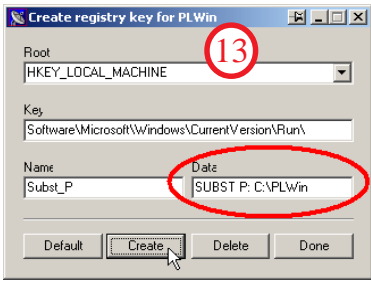 Create registry key for PLWin
13
Root
HKEY_LOCAL_MACHINE
Key
Software\Microsoft\Windows\CurrentVersion\Run\
Name Data
Subst_P SUBST P: C:\PLWin
Default Create Delete Done